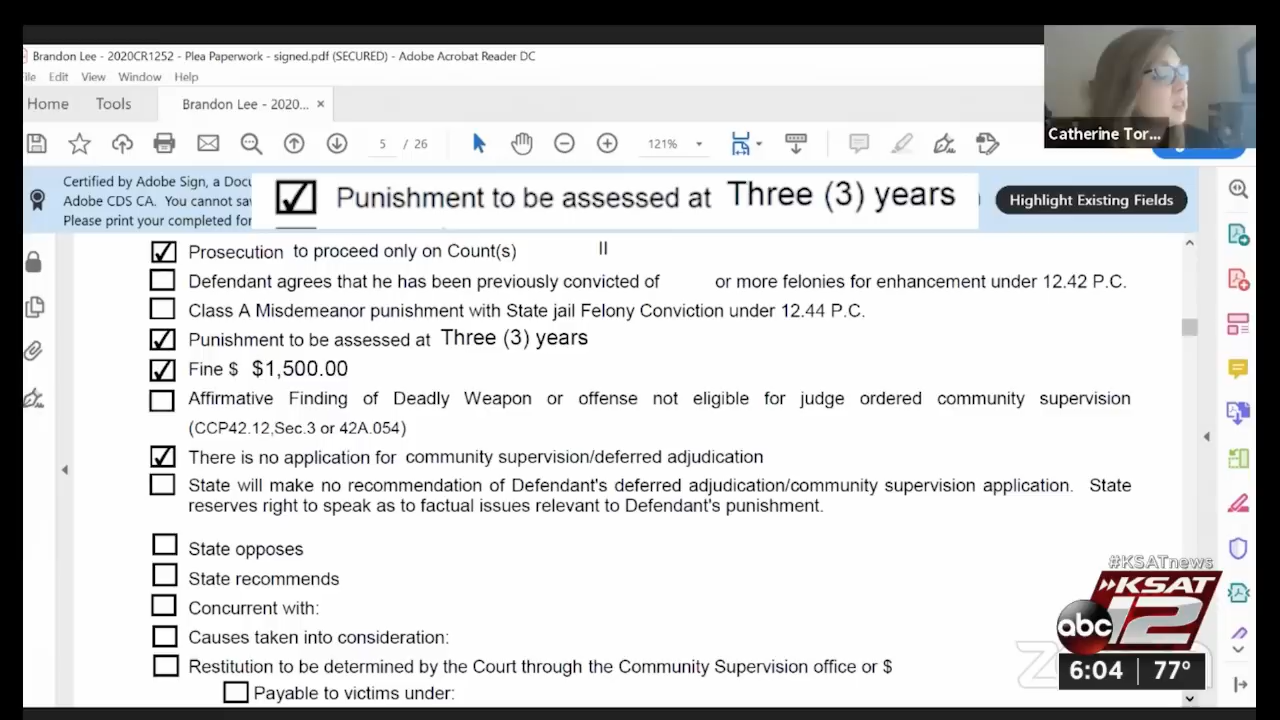 Brandon Lee - 2020CR1252 - Plea Paperwork - signed.pdf (SECURED) - Adobe Acrobat Reader DC
ile Edit View Window Help
Home Tools Brandon Lee - 2020... ×
Catherine Tor...
5 / 26 121%
Certified by Adobe Sign, a Docu
Adobe CDS CA. You cannot sav
Please print your completed for
Punishment to be assessed at Three (3) years
Highlight Existing Fields
Prosecution to proceed only on Count(s) II
Defendant agrees that he has been previously convicted of or more felonies for enhancement under 12.42 P.C.
Class A Misdemeanor punishment with State jail Felony Conviction under 12.44 P.C.
Punishment to be assessed at Three (3) years
Fine $ $1,500.00
Affirmative Finding of Deadly Weapon or offense not eligible for judge ordered community supervision
(CCP42.12,Sec.3 or 42A.054)
There is no application for community supervision/deferred adjudication
State will make no recommendation of Defendant's deferred adjudication/community supervision application. State
reserves right to speak as to factual issues relevant to Defendant's punishment.
State opposes
State recommends
Concurrent with:
Causes taken into consideration:
Restitution to be determined by the Court through the Community Supervision office or $
Payable to victims under:
#KSATnews
KSAT
abc 12
6:04 77°